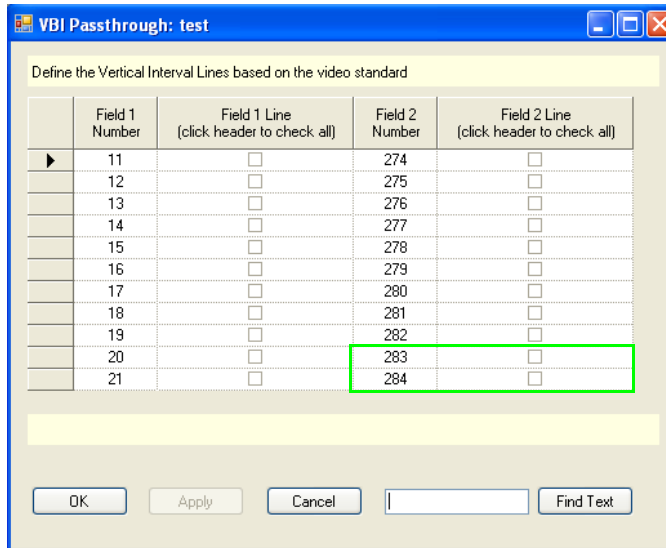 VBI Passthrough: test
Define the Vertical Interval Lines based on the video standard
Field 1 Number Field 1 Line (click header to check all) Field 2 Number Field 2 Line (click header to check all)
11 274
12 275
13 276
14 277
15 278
16 279
17 280
18 281
19 282
20 283
21 284
OK Apply Cancel Find Text